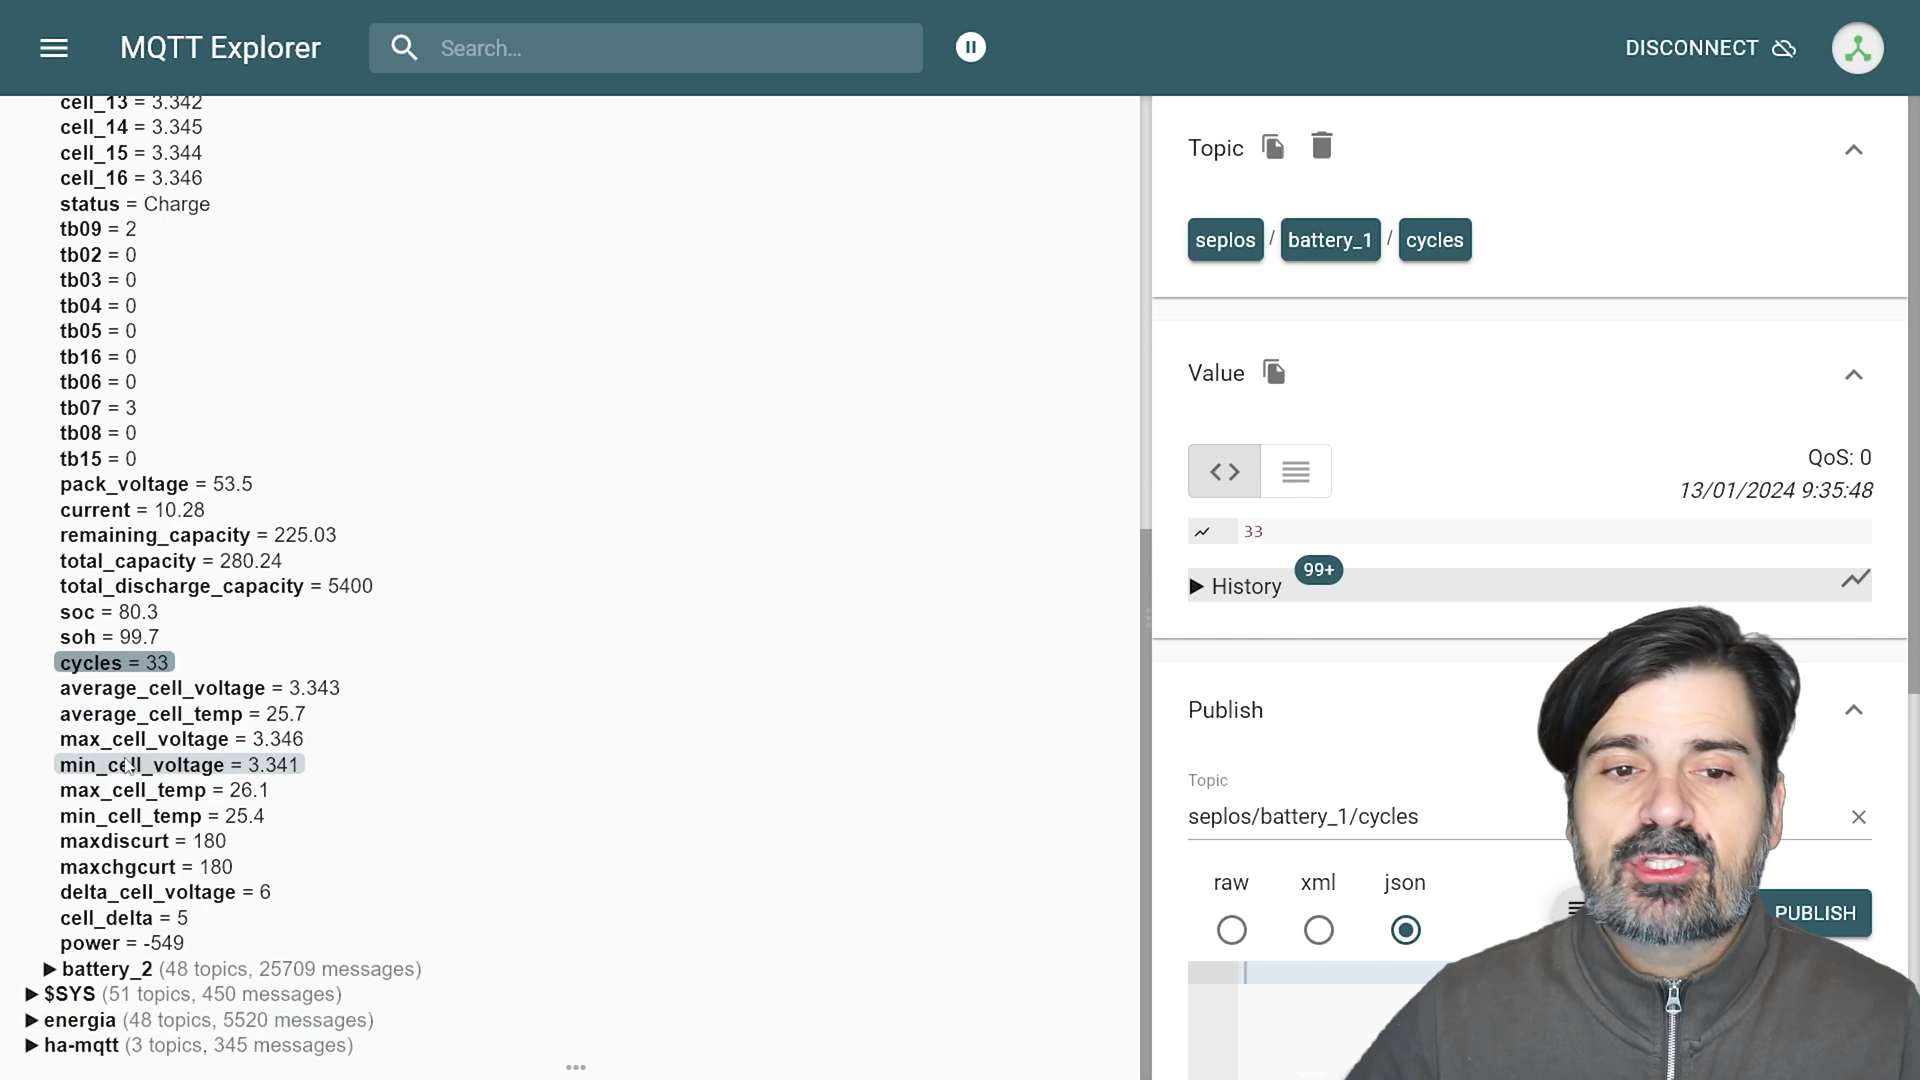 MQTT Explorer
Search...
DISCONNECT
cell_13 = 3.342
cell_14 = 3.345
cell_15 = 3.344
cell_16 = 3.346
status = Charge
tb09 = 2
tb02 = 0
tb03 = 0
tb04 = 0
tb05 = 0
tb16 = 0
tb06 = 0
tb07 = 3
tb08 = 0
tb15 = 0
pack_voltage = 53.5
current = 10.28
remaining_capacity = 225.03
total_capacity = 280.24
total_discharge_capacity = 5400
soc = 80.3
soh = 99.7
cycles = 33
average_cell_voltage = 3.343
average_cell_temp = 25.7
max_cell_voltage = 3.346
min_cell_voltage = 3.341
max_cell_temp = 26.1
min_cell_temp = 25.4
maxdiscurt = 180
maxchgcurt = 180
delta_cell_voltage = 6
cell_delta = 5
power = -549
battery_2 (48 topics, 25709 messages)
$SYS (51 topics, 450 messages)
energia (48 topics, 5520 messages)
ha-mqtt (3 topics, 345 messages)
Topic
seplos / battery_1 / cycles
Value
QoS: 0
13/01/2024 9:35:48
33
History 99+
Publish
Topic
seplos/battery_1/cycles
raw xml json
PUBLISH